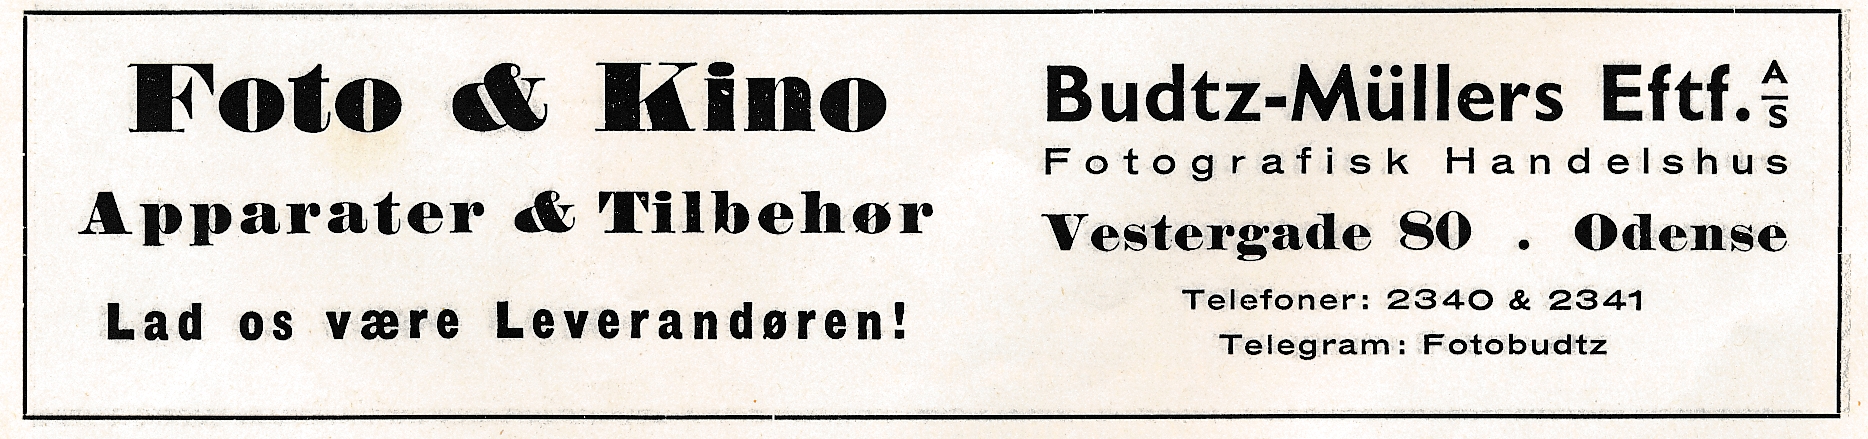 Foto & Kino
Apparater & Tilbehør
Lad os være Leverandøren!
Budtz-Müllers Eftf. A/S
Fotografisk Handelshus
Vestergade 80 . Odense
Telefoner: 2340 & 2341
Telegram: Fotobudtz